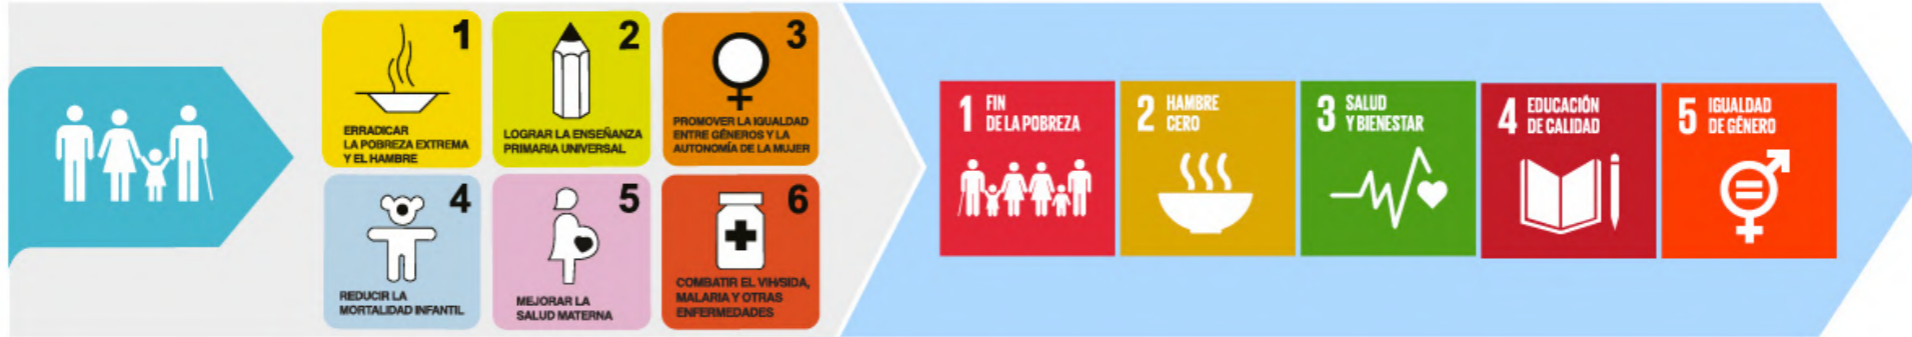 1
ERRADICAR
LA POBREZA EXTREMA
Y EL HAMBRE
2
LOGRAR LA ENSEÑANZA
PRIMARIA UNIVERSAL
3
PROMOVER LA IGUALDAD
ENTRE GÉNEROS Y LA
AUTONOMÍA DE LA MUJER
4
REDUCIR LA
MORTALIDAD INFANTIL
5
MEJORAR LA
SALUD MATERNA
6
COMBATIR EL VIH/SIDA,
MALARIA Y OTRAS
ENFERMEDADES
1 FIN
DE LA POBREZA
2 HAMBRE
CERO
3 SALUD
Y BIENESTAR
4 EDUCACIÓN
DE CALIDAD
5 IGUALDAD
DE GÉNERO